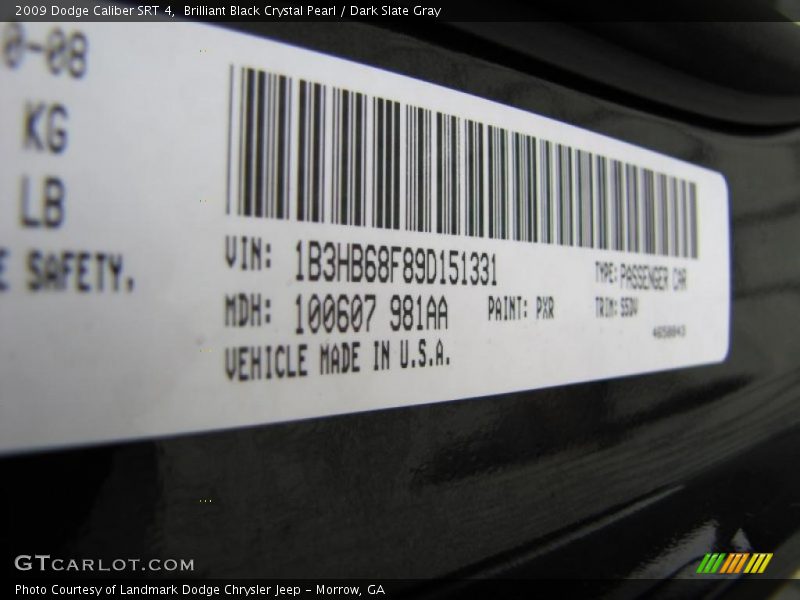 2009 Dodge Caliber SRT 4,  Brilliant Black Crystal Pearl / Dark Slate Gray
0-08
KG
LB
E SAFETY.
VIN: 1B3HB68F89D151331
TYPE: PASSENGER CAR
MDH: 100607 981AA
PAINT: PXR
TRIM: S5DV
VEHICLE MADE IN U.S.A.
GTCARLOT.COM
Photo Courtesy of Landmark Dodge Chrysler Jeep - Morrow, GA